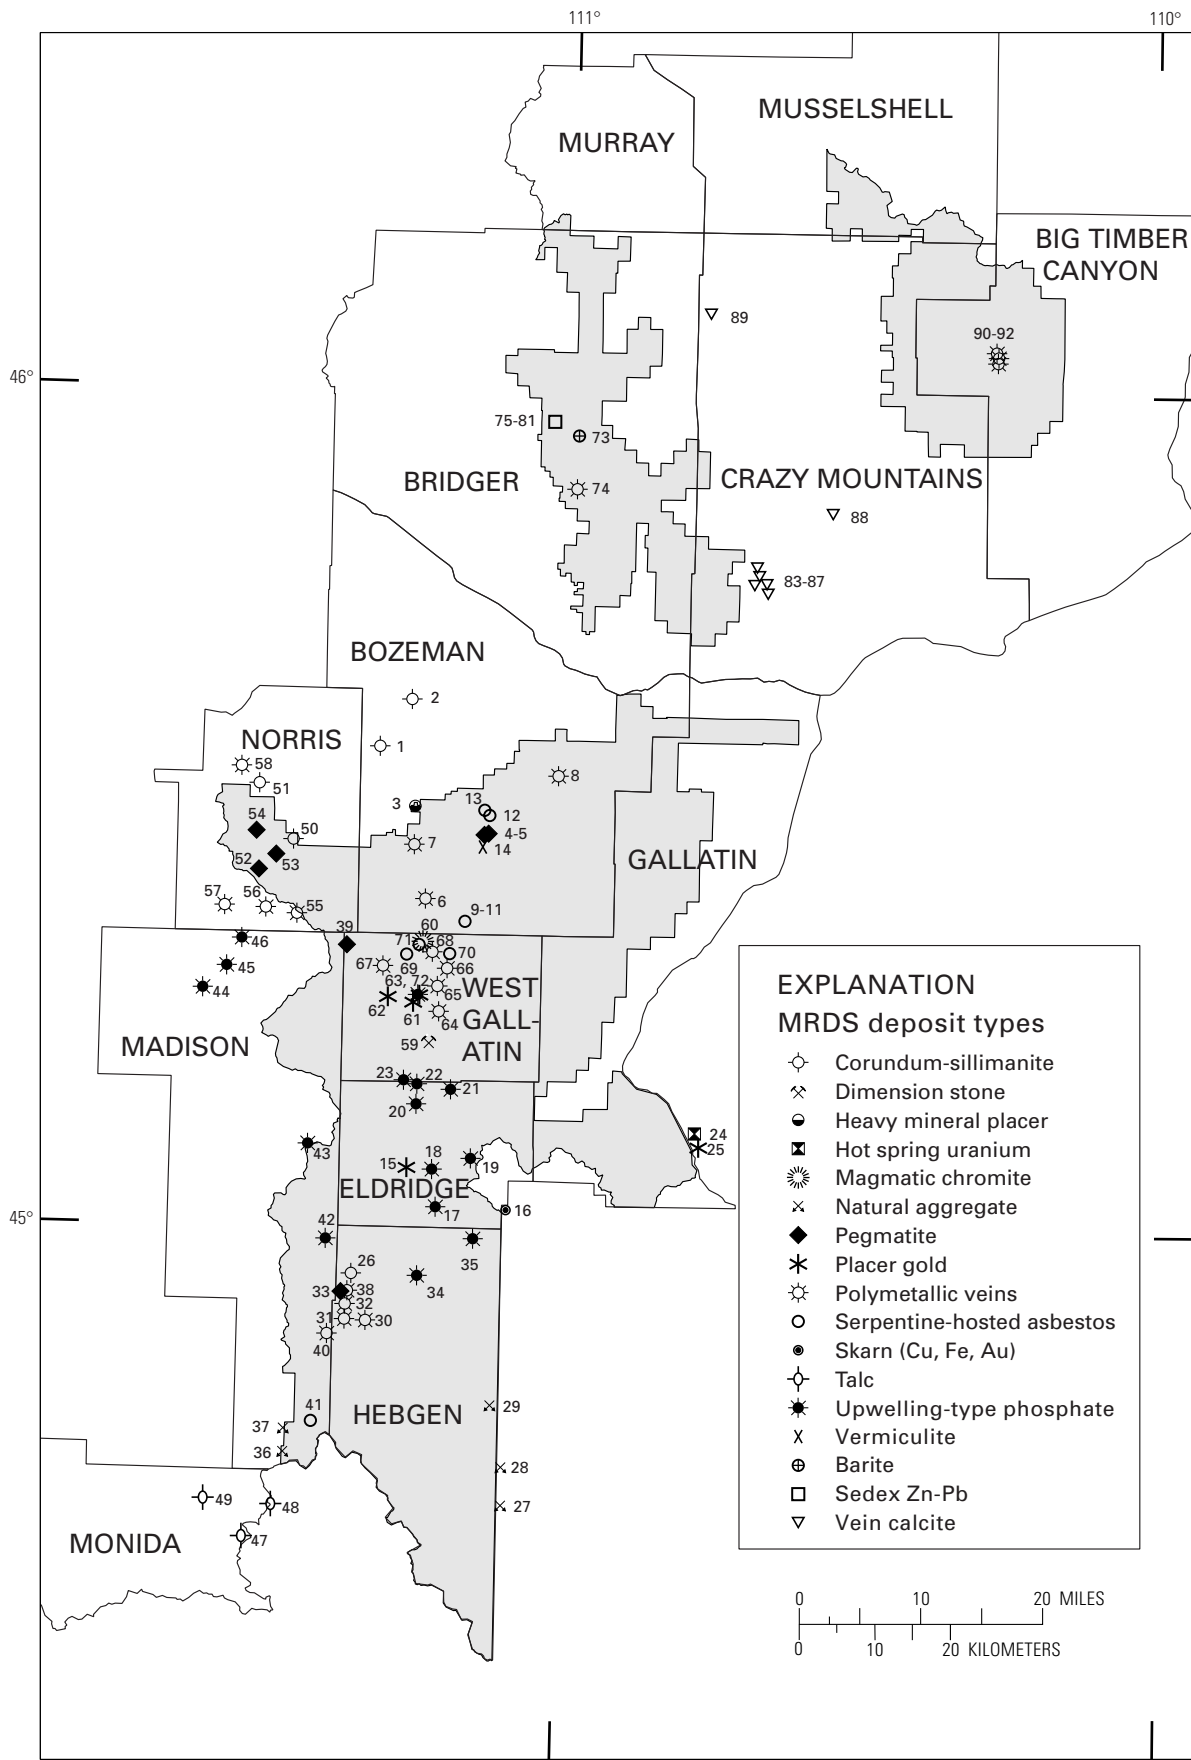 111°
110°
MUSSELSHELL
MURRAY
BIG TIMBER
CANYON
89
90-92
46°
75-81
73
BRIDGER
74
CRAZY MOUNTAINS
88
83-87
BOZEMAN
2
NORRIS
1
58
51
8
3
13
12
54
50
4-5
7
14
52
53
GALLATIN
57
56
55
6
9-11
46
39
60
71
68
70
45
67
69
66
44
63, 72
65
WEST
62
61
64
GALL-
MADISON
59
ATIN
23
22
21
20
24
43
25
15
18
19
ELDRIDGE
45°
17
16
42
35
26
33
38
34
32
31
30
40
41
HEBGEN
29
37
36
28
49
48
27
47
MONIDA
EXPLANATION
MRDS deposit types
Corundum-sillimanite
Dimension stone
Heavy mineral placer
Hot spring uranium
Magmatic chromite
Natural aggregate
Pegmatite
Placer gold
Polymetallic veins
Serpentine-hosted asbestos
Skarn (Cu, Fe, Au)
Talc
Upwelling-type phosphate
Vermiculite
Barite
Sedex Zn-Pb
Vein calcite
0 10 20 MILES
0 10 20 KILOMETERS